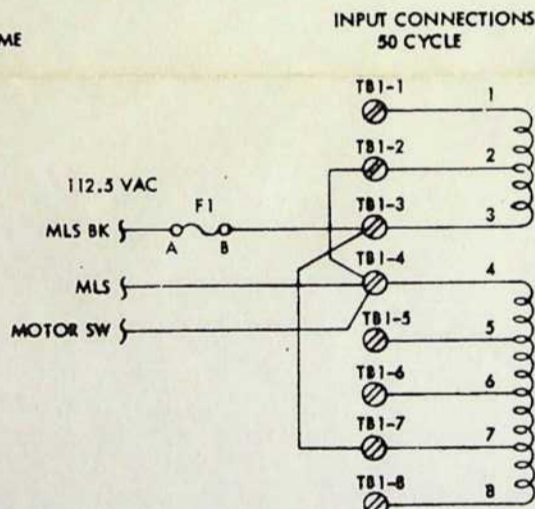 ME
INPUT CONNECTIONS
50 CYCLE
TB1-1
1
TB1-2
2
112.5 VAC
F1
TB1-3
3
MLS BK
A
B
TB1-4
4
MLS
TB1-5
5
MOTOR SW
TB1-6
6
TB1-7
7
TB1-8
8